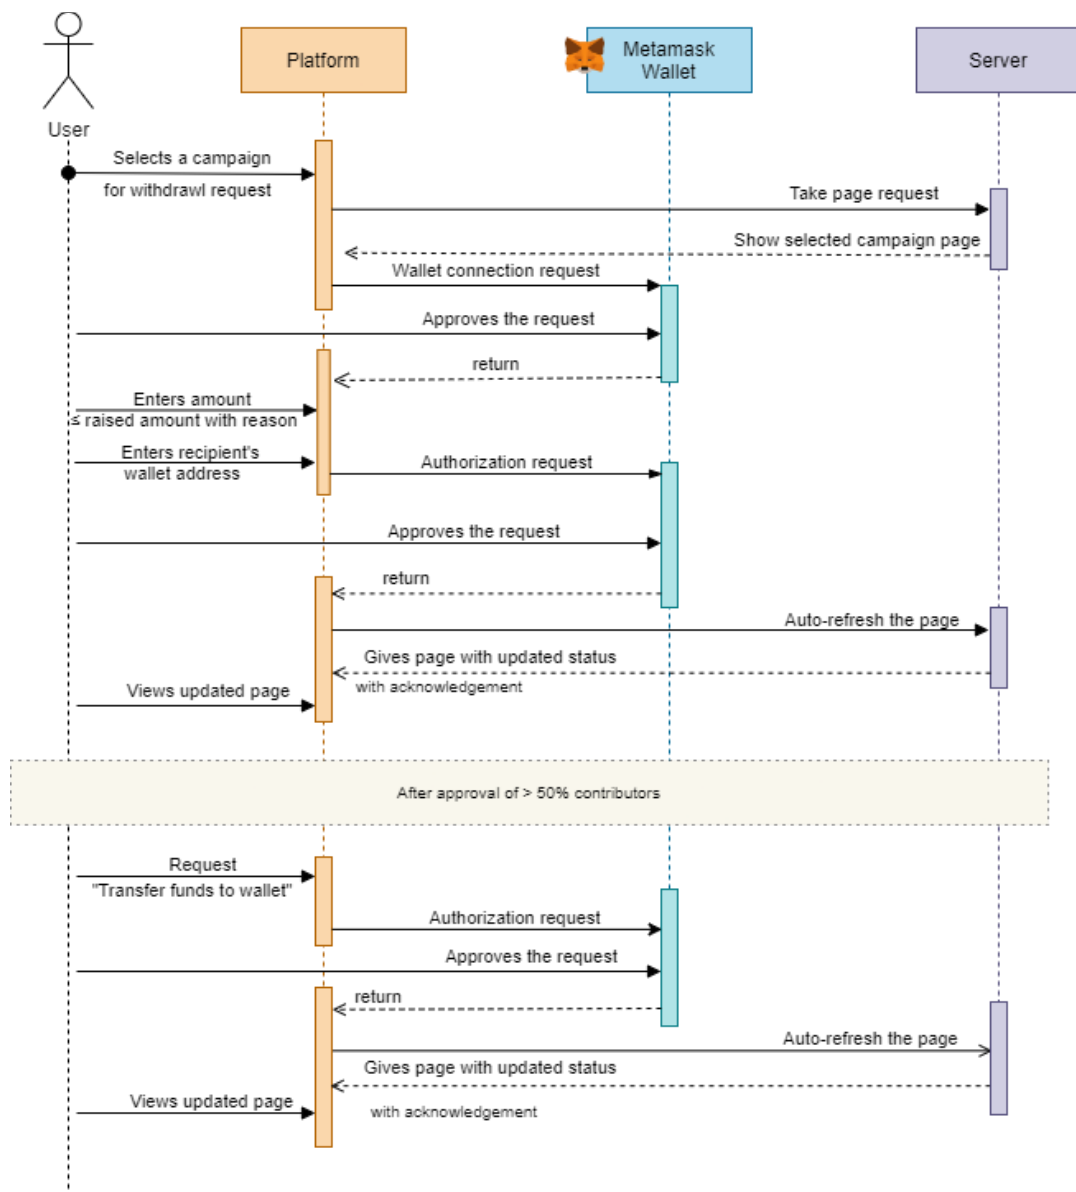 Platform
Metamask
Wallet
Server
User
Selects a campaign
for withdrawl request
Take page request
Show selected campaign page
Wallet connection request
Approves the request
return
Enters amount
≤ raised amount with reason
Enters recipient's
wallet address
Authorization request
Approves the request
return
Auto-refresh the page
Gives page with updated status
with acknowledgement
Views updated page
After approval of > 50% contributors
Request
"Transfer funds to wallet"
Authorization request
Approves the request
return
Auto-refresh the page
Gives page with updated status
Views updated page
with acknowledgement